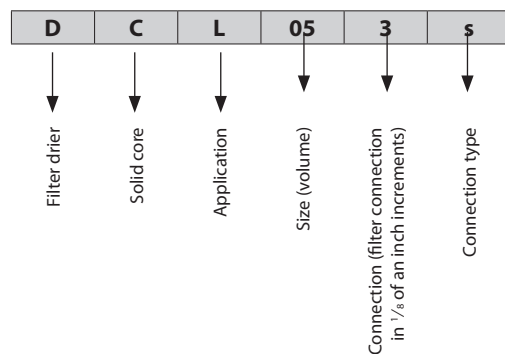 D C L 05 3 s
Filter drier
Solid core
Application
Size (volume)
Connection (filter connection
in 1/8 of an inch increments)
Connection type